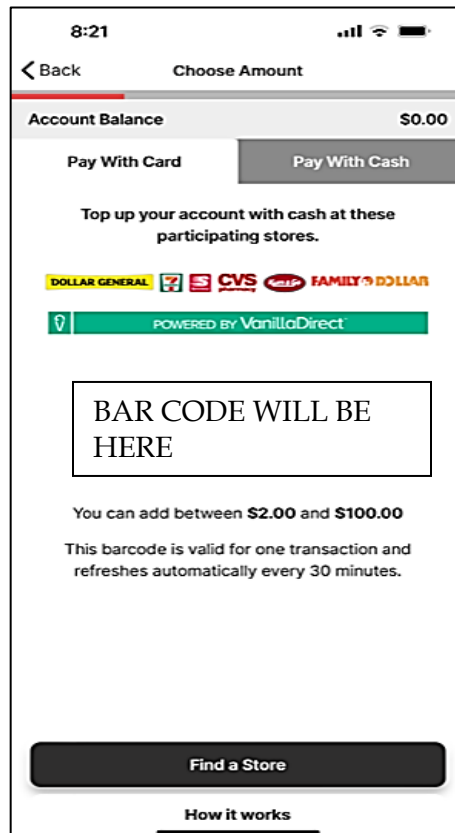 8:21
Back Choose Amount
Account Balance $0.00
Pay With Card Pay With Cash
Top up your account with cash at these
participating stores.
DOLLAR GENERAL 7 S CVS pharmacy FAMILY DOLLAR
POWERED BY VanillaDirect
BAR CODE WILL BE
HERE
You can add between $2.00 and $100.00
This barcode is valid for one transaction and
refreshes automatically every 30 minutes.
Find a Store
How it works